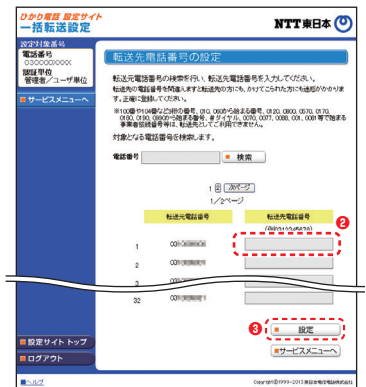 ひかり電話 設定サイト
一括転送設定
NTT東日本
設定対象番号
電話番号
030000XXXX
認証単位
管理者／ユーザ単位
サービスメニューへ
転送先電話番号の設定
転送元電話番号の検索を行い、転送先電話番号を入力してください。
転送先の電話番号を間違えますと転送先の方にも、かけてこられた方にも迷惑がかかります。正確に登録してください。
対象となる電話番号を検索します。
電話番号
検索
1
次ページ
1／2ページ
転送元電話番号
転送先電話番号
2
1
2
3
32
3
設定
サービスメニューへ
設定サイト トップ
ログアウト
ヘルプ